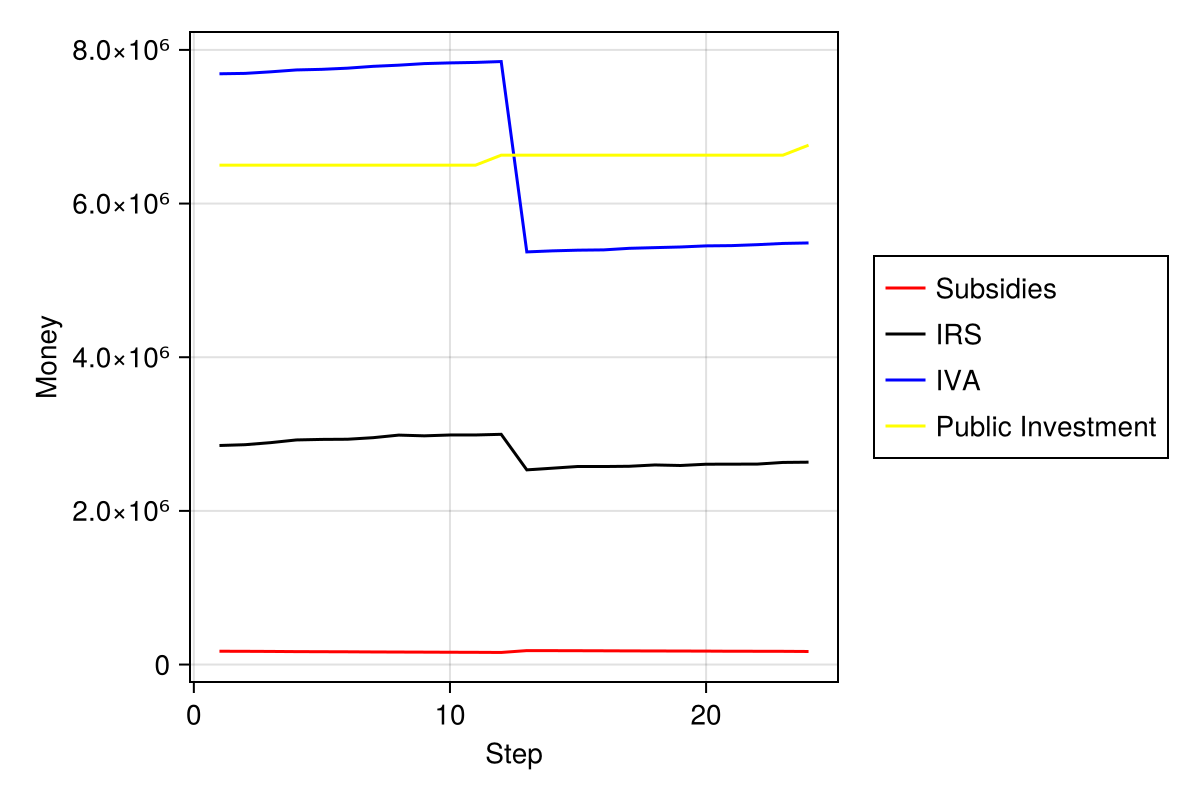 8.0×10⁶
6.0×10⁶
4.0×10⁶
2.0×10⁶
0
Money
0 10 20
Step
Subsidies
IRS
IVA
Public Investment